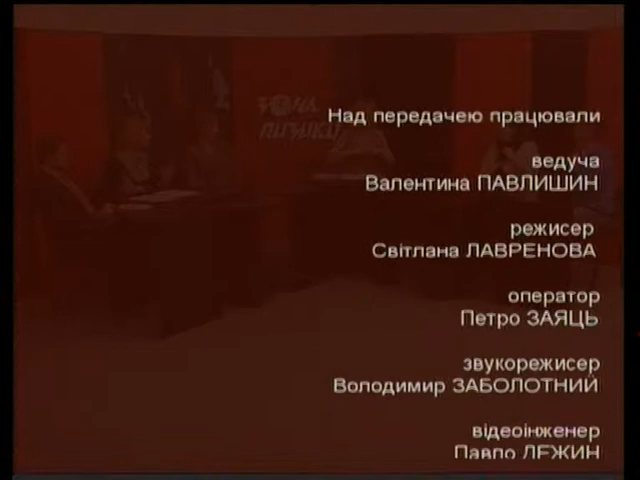 Над передачею працювали
ведуча
Валентина ПАВЛИШИН
режисер
Світлана ЛАВРЕНОВА
оператор
Петро ЗАЯЦЬ
звукорежисер
Володимир ЗАБОЛОТНИЙ
відеоінженер
Павло ЛЕЖИН